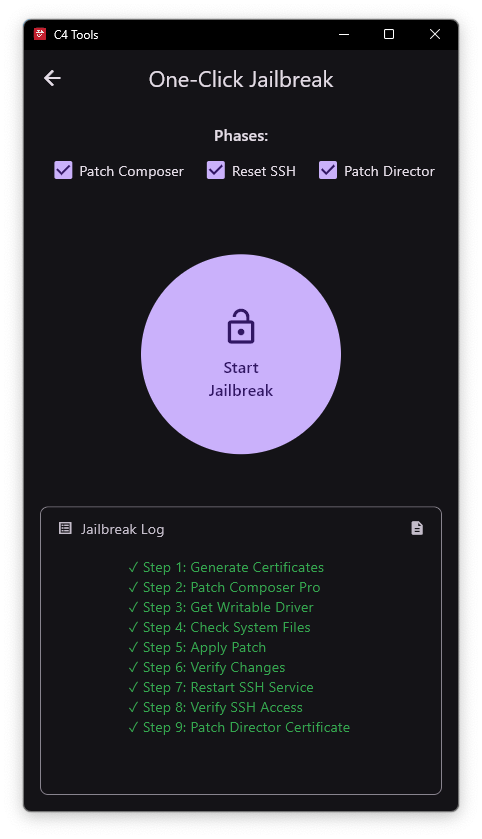 C4 Tools
One-Click Jailbreak
Phases:
Patch Composer Reset SSH Patch Director
Start
Jailbreak
Jailbreak Log
✓ Step 1: Generate Certificates
✓ Step 2: Patch Composer Pro
✓ Step 3: Get Writable Driver
✓ Step 4: Check System Files
✓ Step 5: Apply Patch
✓ Step 6: Verify Changes
✓ Step 7: Restart SSH Service
✓ Step 8: Verify SSH Access
✓ Step 9: Patch Director Certificate